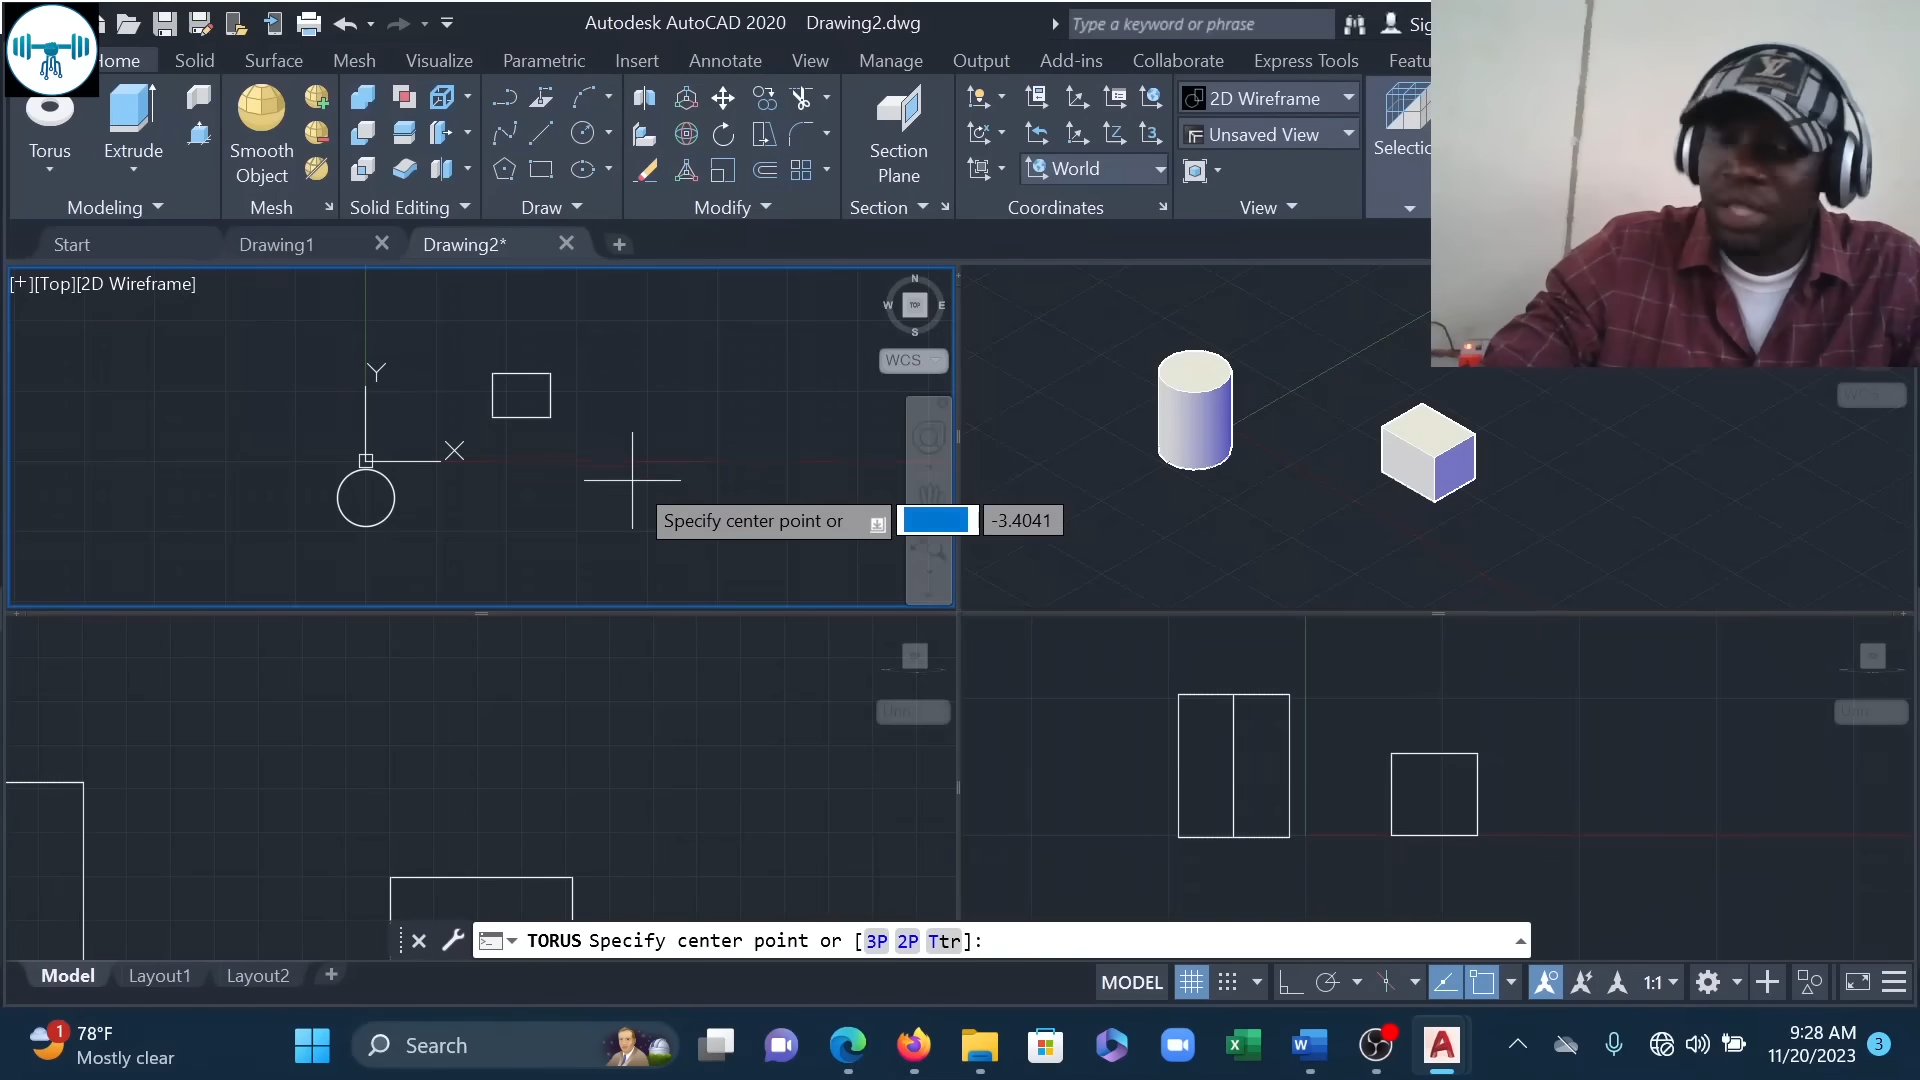 Autodesk AutoCAD 2020 Drawing2.dwg
Type a keyword or phrase
Home Solid Surface Mesh Visualize Parametric Insert Annotate View Manage Output Add-ins Collaborate Express Tools
Torus
Extrude
Smooth
Object
Section
Plane
2D Wireframe
Unsaved View
World
Modeling
Mesh
Solid Editing
Draw
Modify
Section
Coordinates
View
Start
Drawing1
Drawing2*
[+][Top][2D Wireframe]
N
W
TOP
E
S
WCS
Y
X
Specify center point or
-3.4041
TORUS Specify center point or [3P 2P Ttr]:
Model
Layout1
Layout2
MODEL
1:1
1
78°F
Mostly clear
Search
9:28 AM
11/20/2023
3